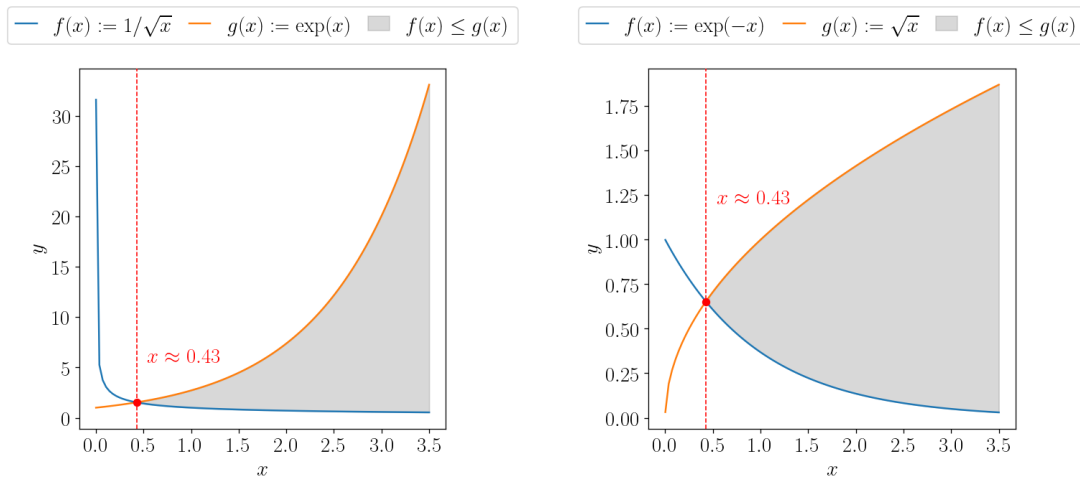 f(x) := 1/√x g(x) := exp(x) f(x) ≤ g(x)
30
25
20
15
10
5
0
y
x ≈ 0.43
0.0 0.5 1.0 1.5 2.0 2.5 3.0 3.5
x
f(x) := exp(−x) g(x) := √x f(x) ≤ g(x)
1.75
1.50
1.25
1.00
0.75
0.50
0.25
0.00
y
x ≈ 0.43
0.0 0.5 1.0 1.5 2.0 2.5 3.0 3.5
x